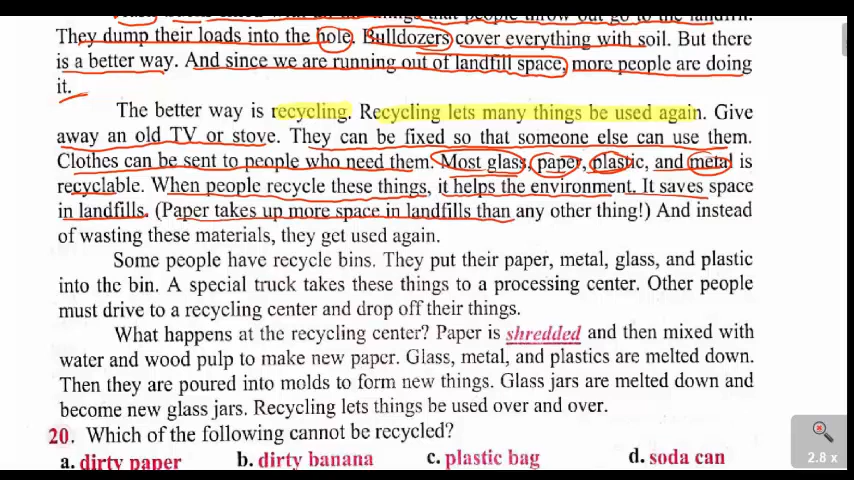 They dump their loads into the hole. Bulldozers cover everything with soil. But there
is a better way. And since we are running out of landfill space, more people are doing
it.
The better way is recycling. Recycling lets many things be used again. Give
away an old TV or stove. They can be fixed so that someone else can use them.
Clothes can be sent to people who need them. Most glass, paper, plastic, and metal is
recyclable. When people recycle these things, it helps the environment. It saves space
in landfills. (Paper takes up more space in landfills than any other thing!) And instead
of wasting these materials, they get used again.
Some people have recycle bins. They put their paper, metal, glass, and plastic
into the bin. A special truck takes these things to a processing center. Other people
must drive to a recycling center and drop off their things.
What happens at the recycling center? Paper is shredded and then mixed with
water and wood pulp to make new paper. Glass, metal, and plastics are melted down.
Then they are poured into molds to form new things. Glass jars are melted down and
become new glass jars. Recycling lets things be used over and over.
20. Which of the following cannot be recycled?
a. dirty paper b. dirty banana c. plastic bag d. soda can
2.8 x